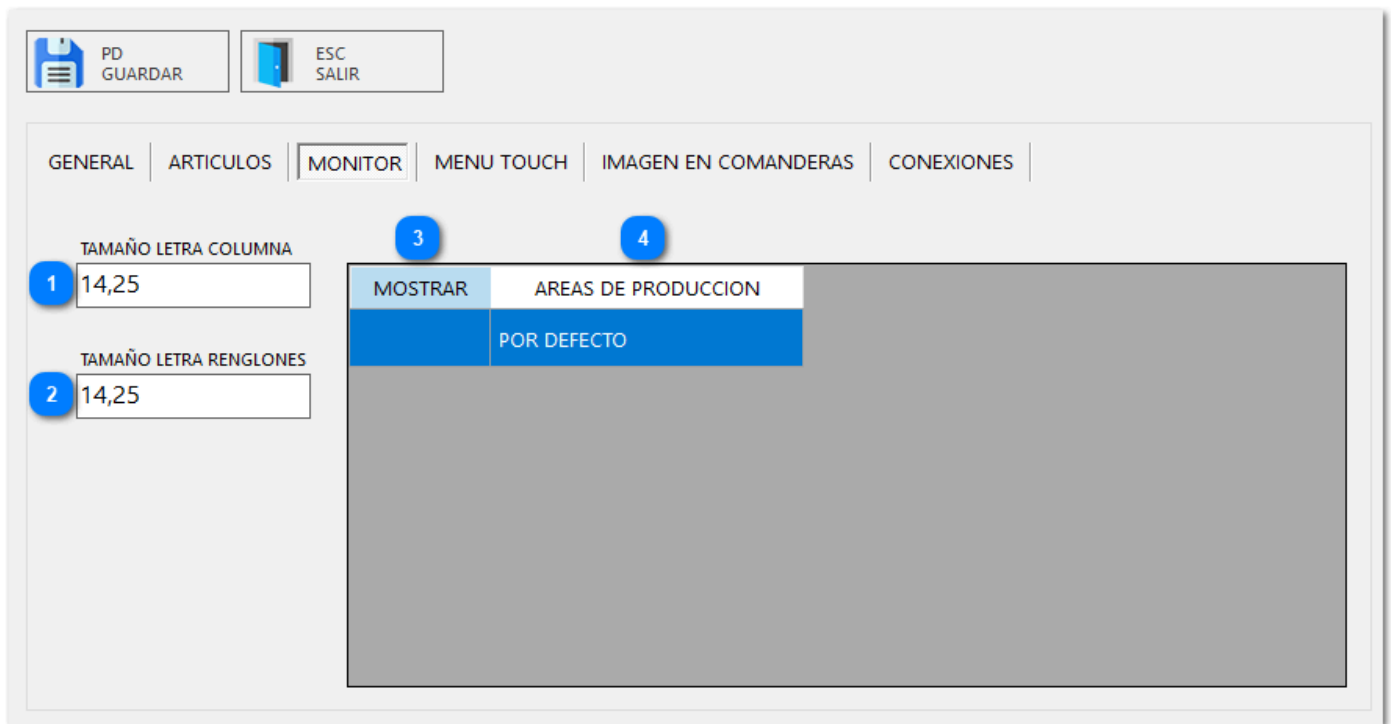 PD
GUARDAR
ESC
SALIR
GENERAL ARTICULOS MONITOR MENU TOUCH IMAGEN EN COMANDERAS CONEXIONES
TAMAÑO LETRA COLUMNA
1 14,25
TAMAÑO LETRA RENGLONES
2 14,25
3 4
MOSTRAR AREAS DE PRODUCCION
POR DEFECTO